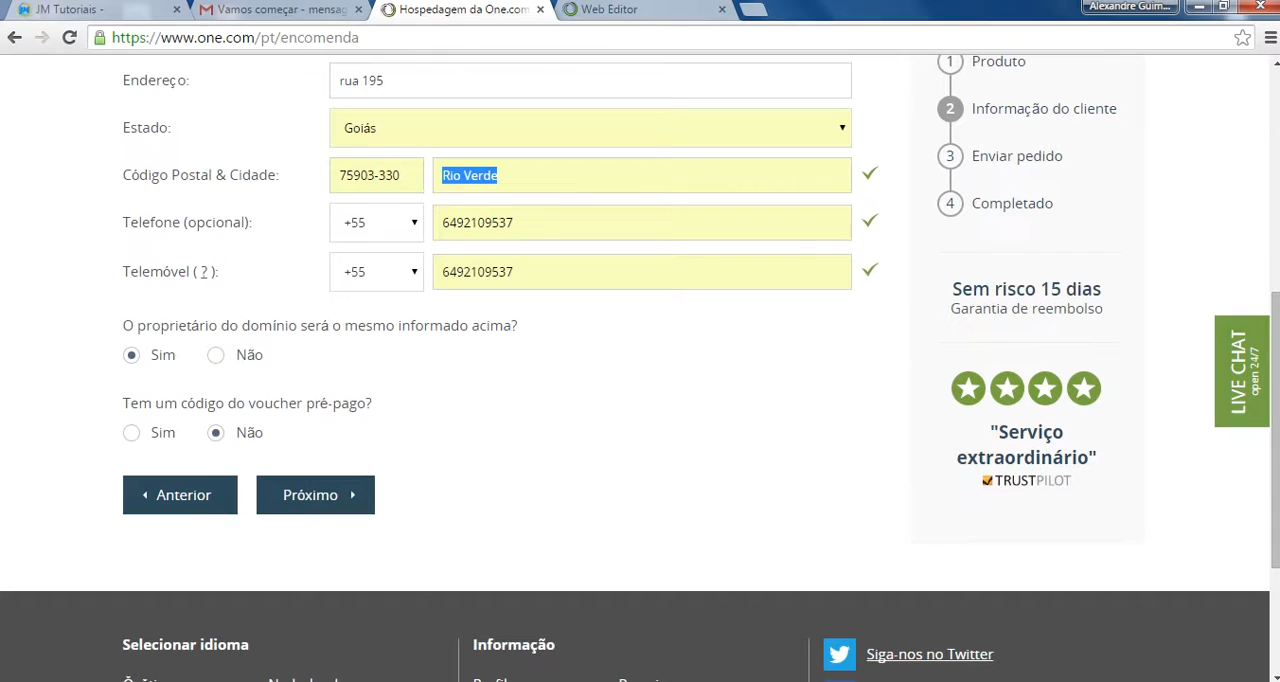 JM Tutoriais -
Vamos começar - mensag
Hospedagem da One.com
Web Editor
Alexandre Guim...
https://www.one.com/pt/encomenda
Endereço:
rua 195
Estado:
Goiás
Código Postal & Cidade:
75903-330
Rio Verde
Telefone (opcional):
+55
6492109537
Telemóvel ( ? ):
+55
6492109537
O proprietário do domínio será o mesmo informado acima?
Sim
Não
Tem um código do voucher pré-pago?
Sim
Não
Anterior
Próximo
1 Produto
2 Informação do cliente
3 Enviar pedido
4 Completado
Sem risco 15 dias
Garantia de reembolso
"Serviço
extraordinário"
TRUSTPILOT
LIVE CHAT
open 24/7
Selecionar idioma
Informação
Siga-nos no Twitter